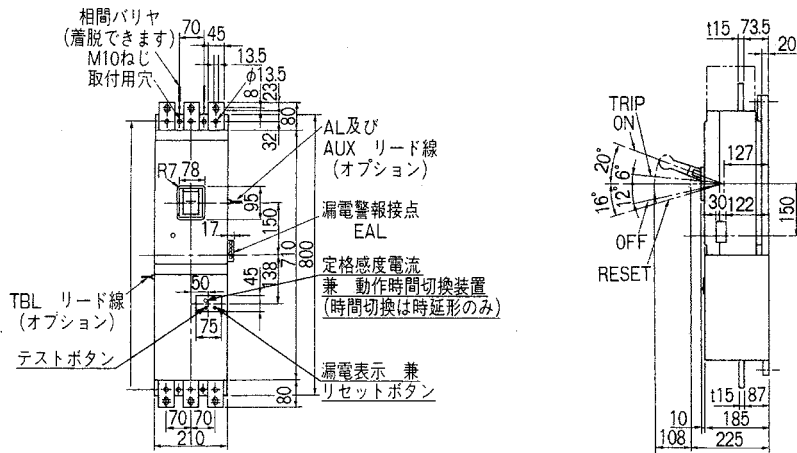 相間バリヤ
(着脱できます)
M10ねじ
取付用穴
70
45
13.5
φ13.5
8
23
80
32
AL及び
AUX リード線
(オプション)
R7
78
95
150
17
漏電警報接点
EAL
710
800
138
定格感度電流
兼 動作時間切換装置
(時間切換は時延形のみ)
50
45
75
TBL リード線
(オプション)
テストボタン
漏電表示 兼
リセットボタン
80
70
70
210
t15
73.5
20
TRIP
ON
127
20°
6°
16°
12°
30
122
150
OFF
RESET
t15
87
10
185
108
225